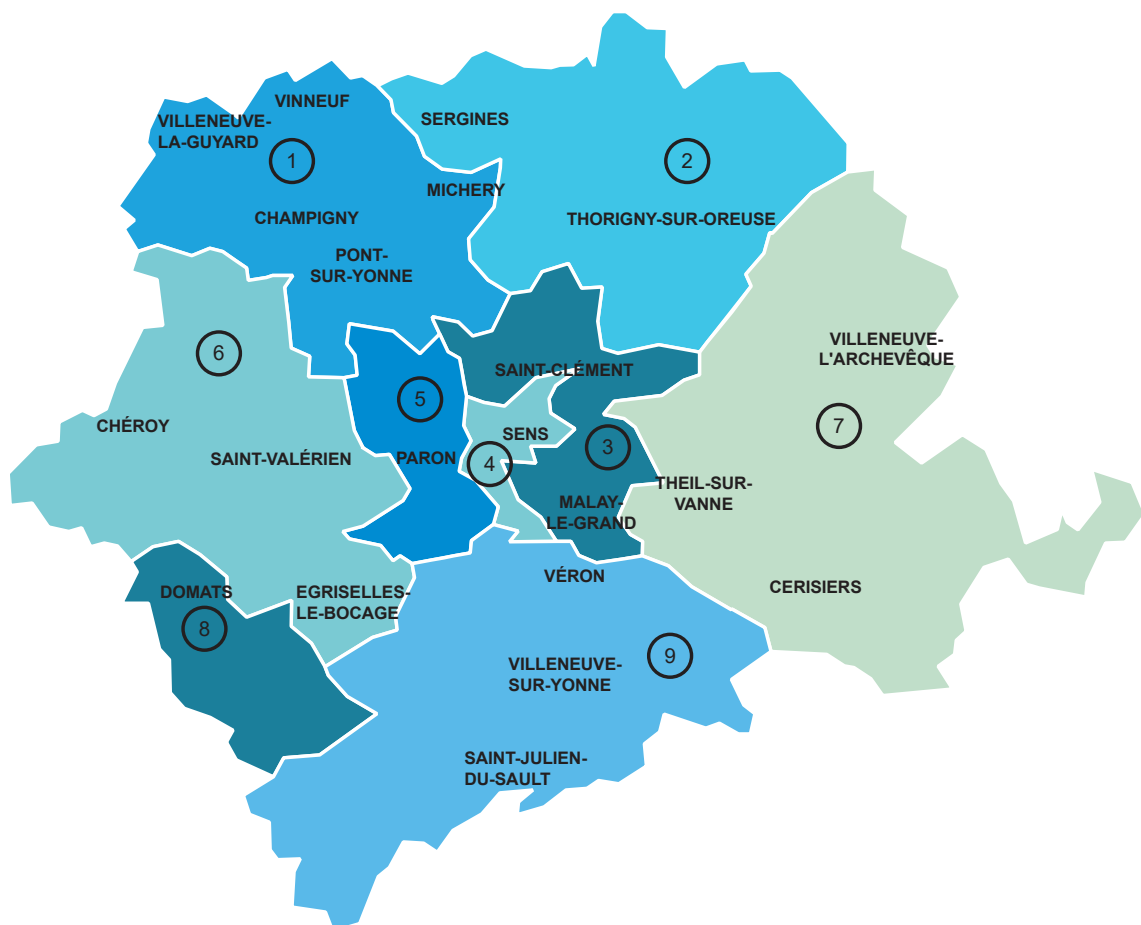 VINNEUF
VILLENEUVE-
LA-GUYARD
1
CHAMPIGNY
PONT-
SUR-YONNE
MICHERY
SERGINES
2
THORIGNY-SUR-OREUSE
6
CHÉROY
SAINT-VALÉRIEN
EGRISELLES-
LE-BOCAGE
5
PARON
SAINT-CLÉMENT
SENS
4
3
MALAY-
LE-GRAND
VILLENEUVE-
L'ARCHEVÊQUE
7
THEIL-SUR-
VANNE
CERISIERS
DOMATS
8
VÉRON
9
VILLENEUVE-
SUR-YONNE
SAINT-JULIEN-
DU-SAULT